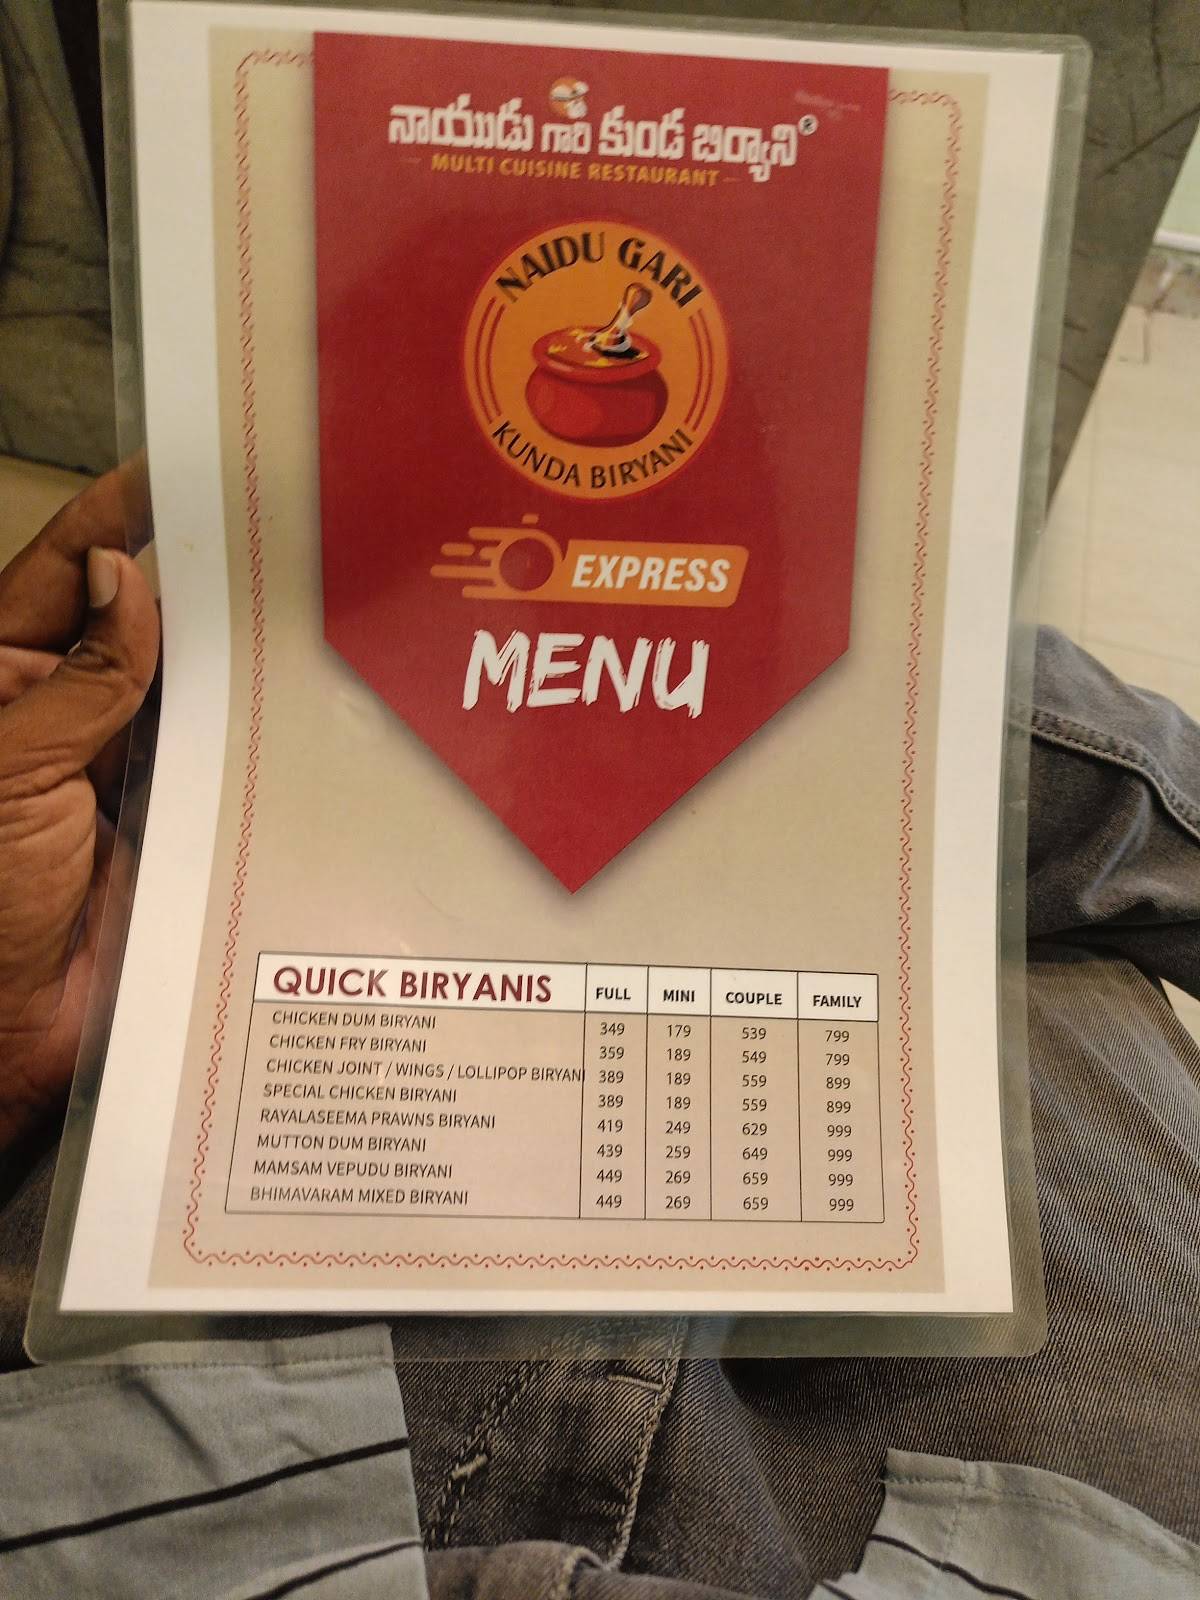 నాయుడు గారి కుండ బిర్యాని®
MULTI CUISINE RESTAURANT
NAIDU GARI
KUNDA BIRYANI
EXPRESS
MENU
QUICK BIRYANIS FULL MINI COUPLE FAMILY
CHICKEN DUM BIRYANI 349 179 539 799
CHICKEN FRY BIRYANI 359 189 549 799
CHICKEN JOINT / WINGS / LOLLIPOP BIRYANI 389 189 559 899
SPECIAL CHICKEN BIRYANI 389 189 559 899
RAYALASEEMA PRAWNS BIRYANI 419 249 629 999
MUTTON DUM BIRYANI 439 259 649 999
MAMSAM VEPUDU BIRYANI 449 269 659 999
BHIMAVARAM MIXED BIRYANI 449 269 659 999